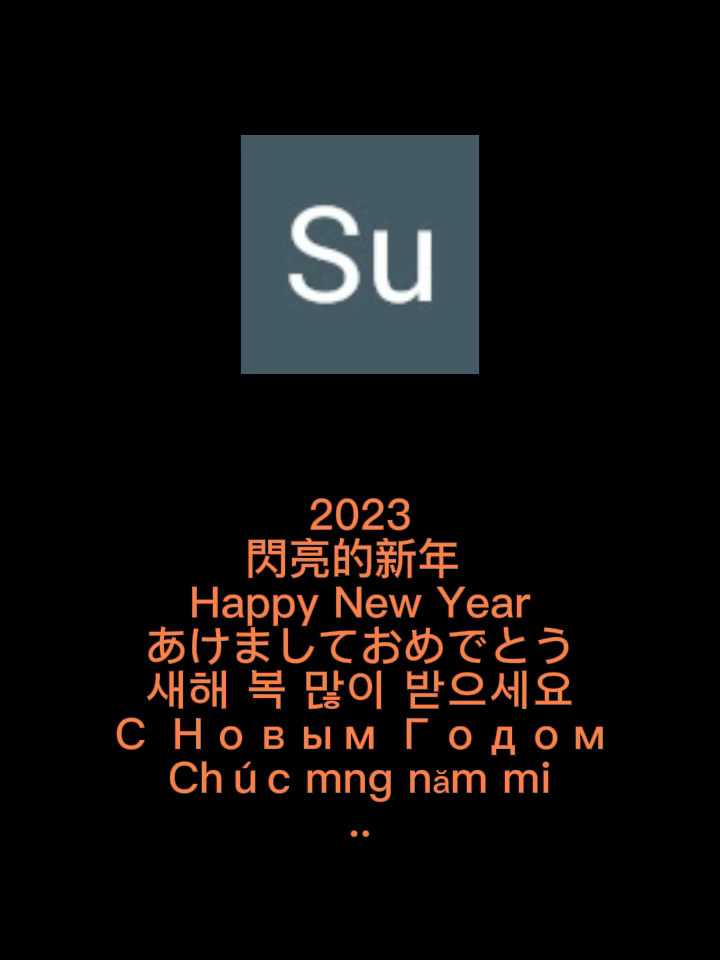 Su
2023
閃亮的新年
Happy New Year
あけましておめでとう
새해 복 많이 받으세요
С Новым Годом
Chúc mng năm mi
..